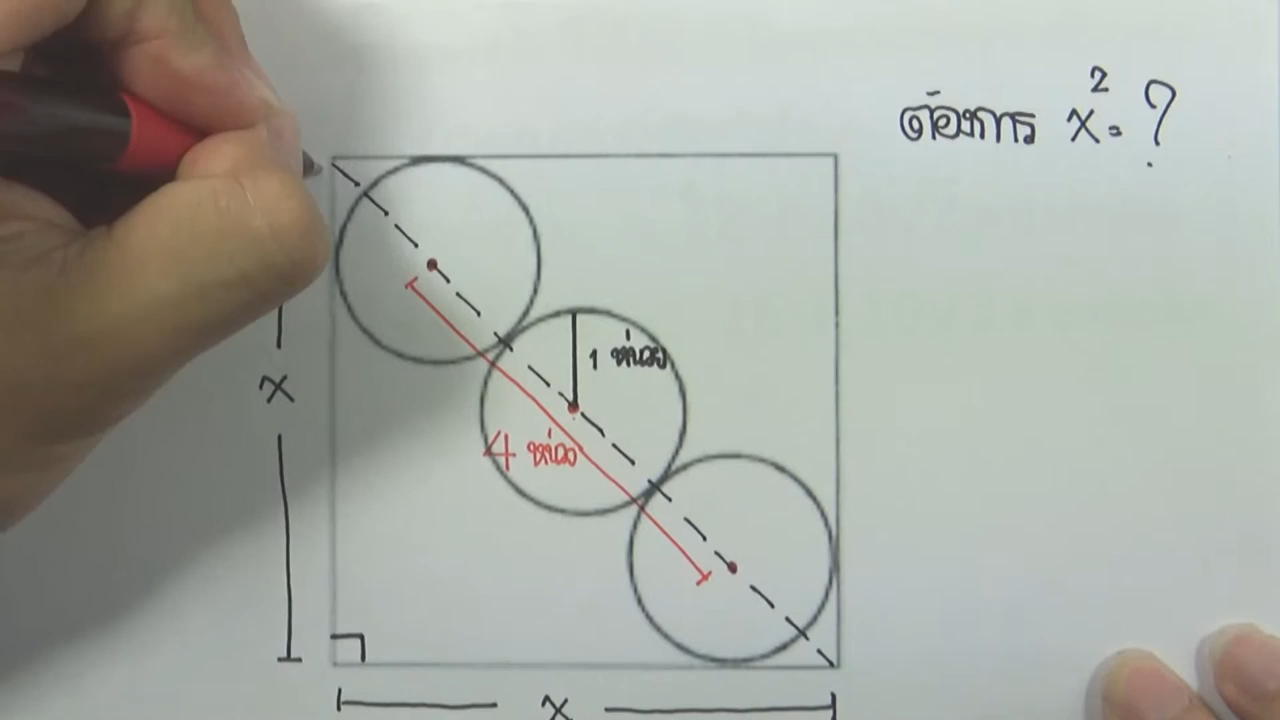 ต้องการ x² = ?
1 หน่วย
x
4 หน่วย
x